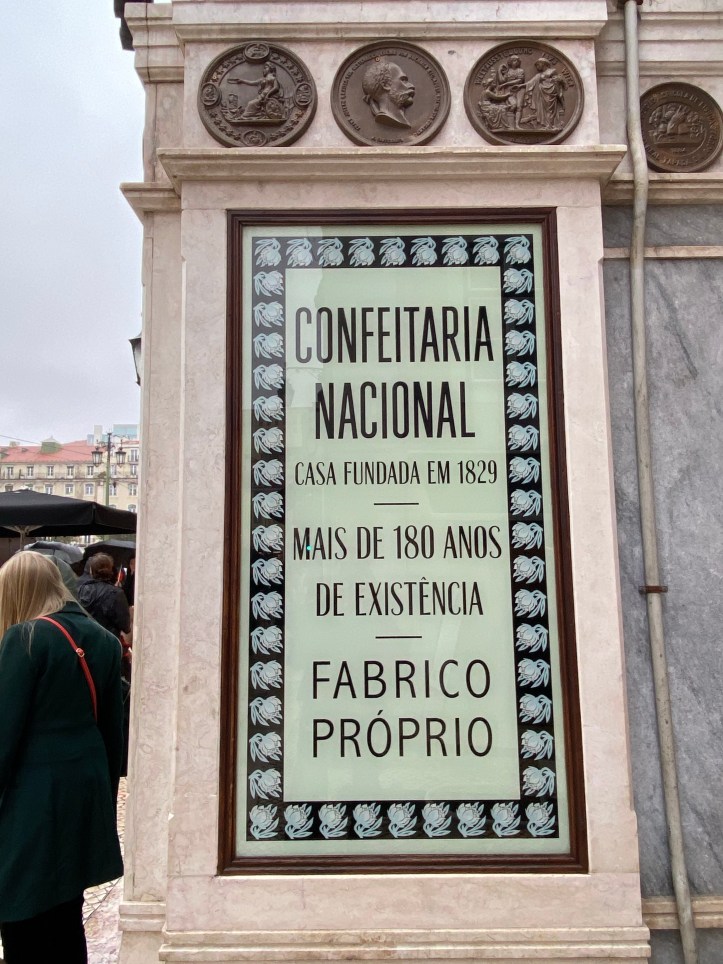 CONFEITARIA
NACIONAL
CASA FUNDADA EM 1829
MAIS DE 180 ANOS
DE EXISTÊNCIA
FABRICO
PRÓPRIO